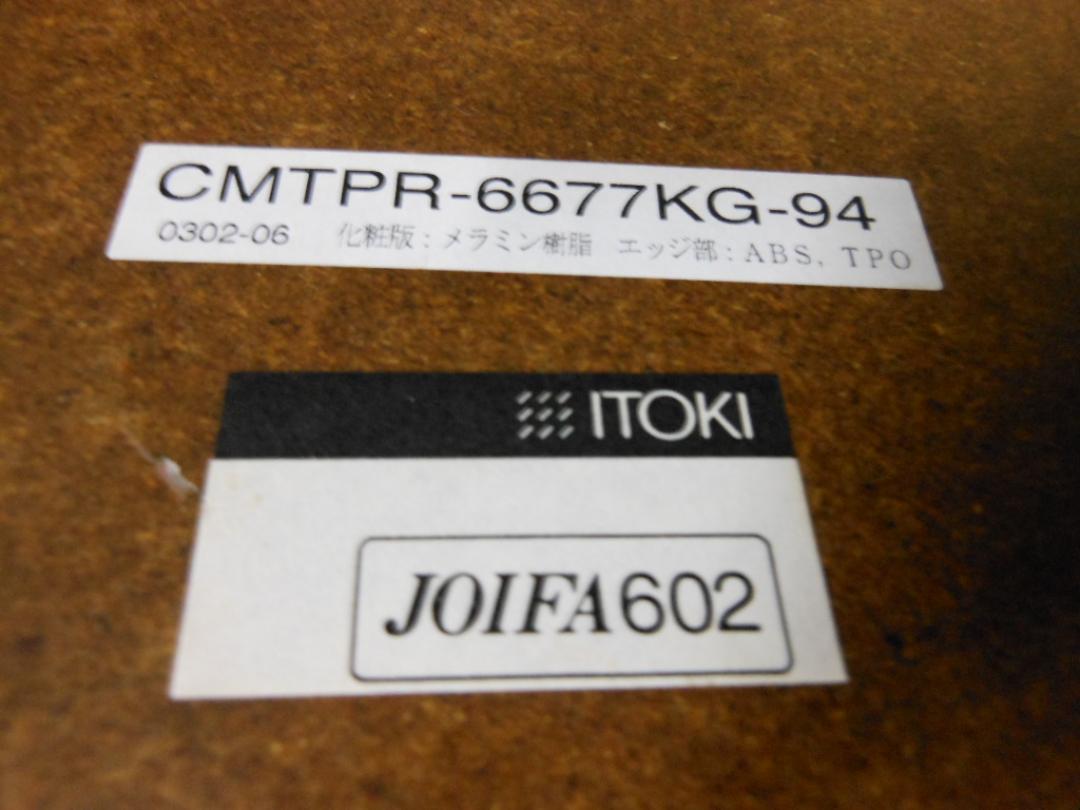 CMTPR-6677KG-94
0302-06 化粧版：メラミン樹脂 エッジ部：ABS, TPO
ITOKI
JOIFA602